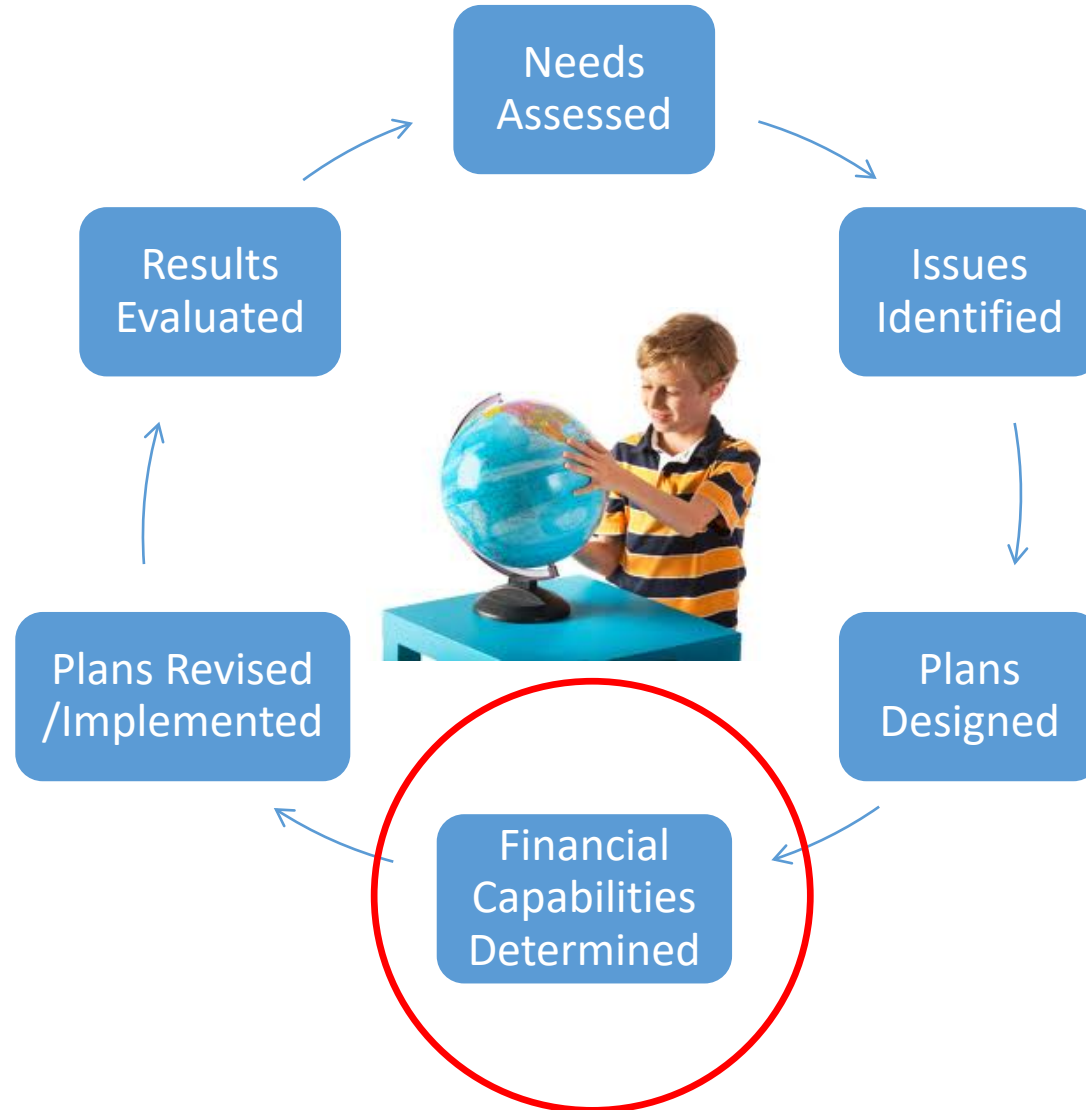 Needs
Assessed
Issues
Identified
Plans
Designed
Financial
Capabilities
Determined
Plans Revised
/Implemented
Results
Evaluated